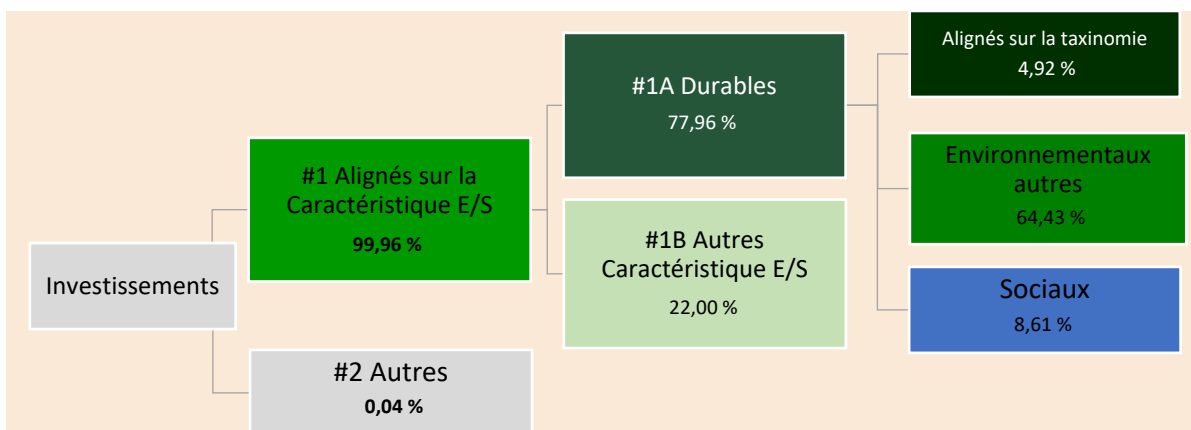 Investissements
#1 Alignés sur la
Caractéristique E/S
99,96 %
#2 Autres
0,04 %
#1A Durables
77,96 %
#1B Autres
Caractéristique E/S
22,00 %
Alignés sur la taxinomie
4,92 %
Environnementaux
autres
64,43 %
Sociaux
8,61 %